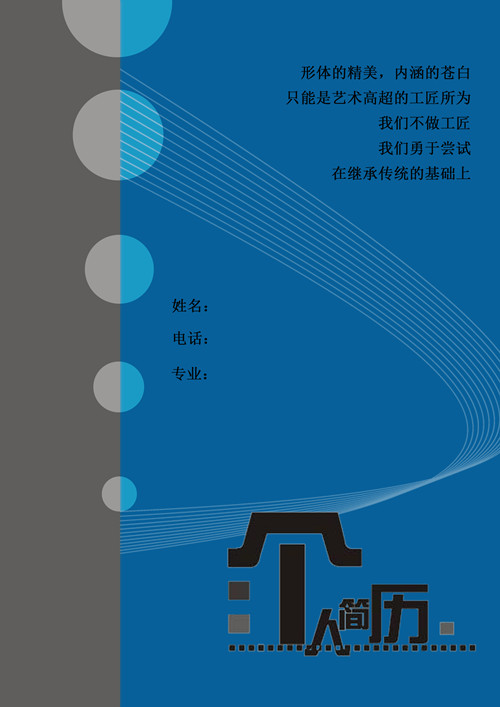 形体的精美，内涵的苍白
只能是艺术高超的工匠所为
我们不做工匠
我们勇于尝试
在继承传统的基础上
姓名：
电话：
专业：
个人简历